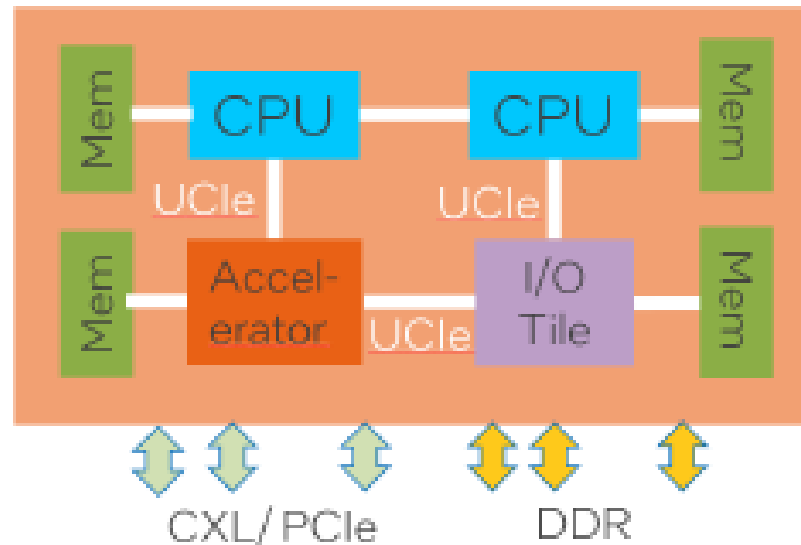 Mem
CPU
CPU
Mem
UCIe
UCIe
Mem
Accel-
erator
UCIe
I/O
Tile
Mem
CXL/PCIe
DDR